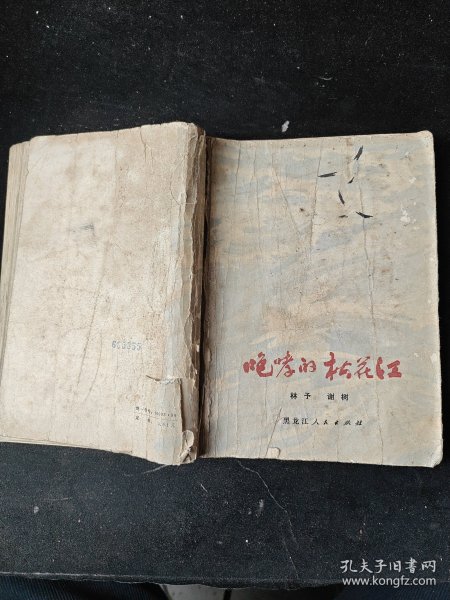 咆哮的松花江
林予 谢树
黑龙江人民出版社
孔夫子旧书网
www.kongfz.com